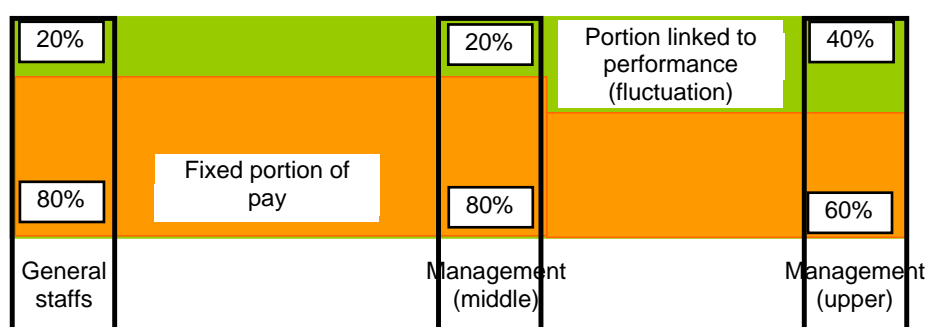 20%
20%
Portion linked to
performance
(fluctuation)
40%
Fixed portion of
pay
80%
80%
60%
General
staffs
Management
(middle)
Management
(upper)